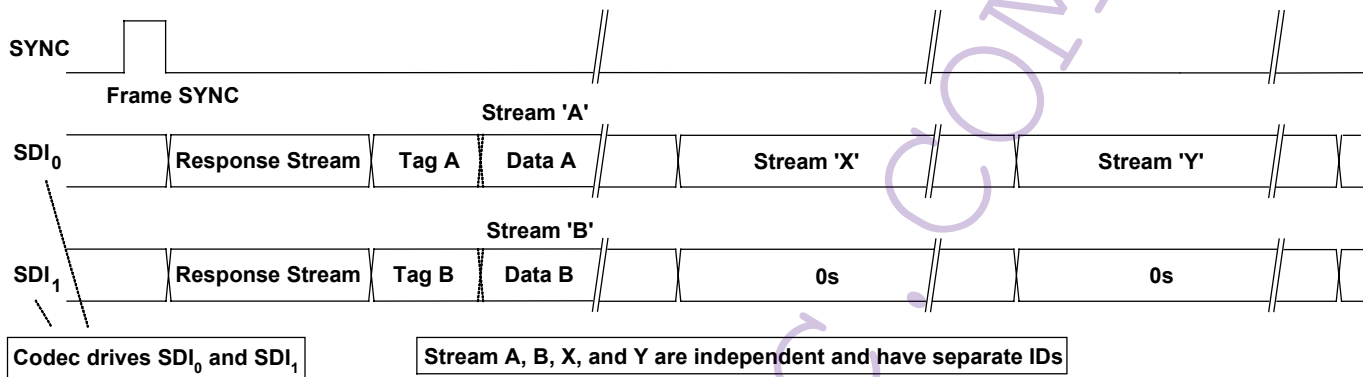 SYNC
Frame SYNC
Stream 'A'
SDI0 Response Stream Tag A Data A Stream 'X' Stream 'Y'
Stream 'B'
SDI1 Response Stream Tag B Data B 0s 0s
Codec drives SDI0 and SDI1
Stream A, B, X, and Y are independent and have separate IDs
C.COM